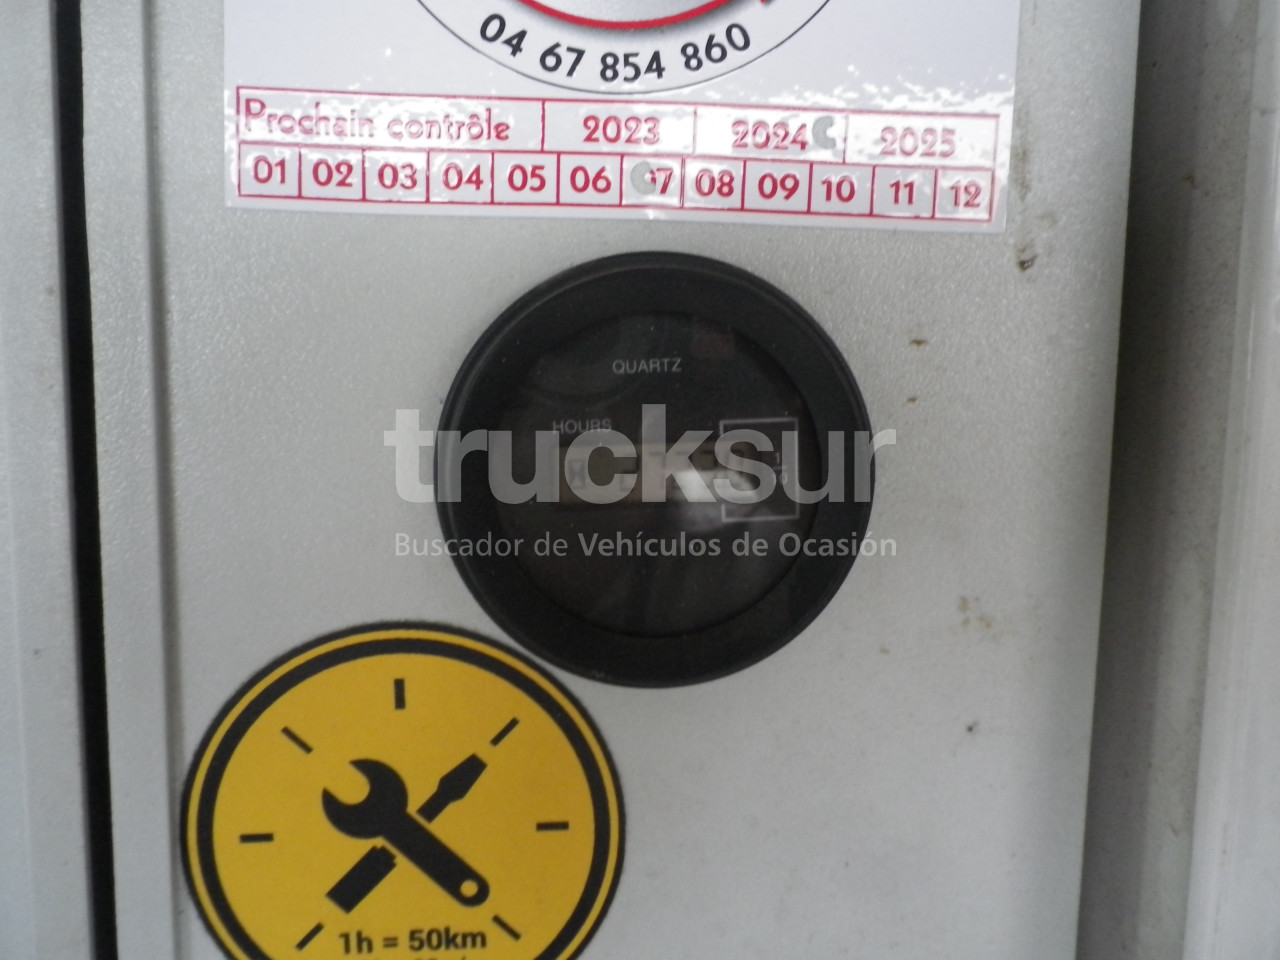 04 67 854 860
Prochain contrôle 2023 2024 2025
01 02 03 04 05 06 07 08 09 10 11 12
QUARTZ
HOURS
trucksur
Buscador de Vehículos de Ocasión
1h = 50km